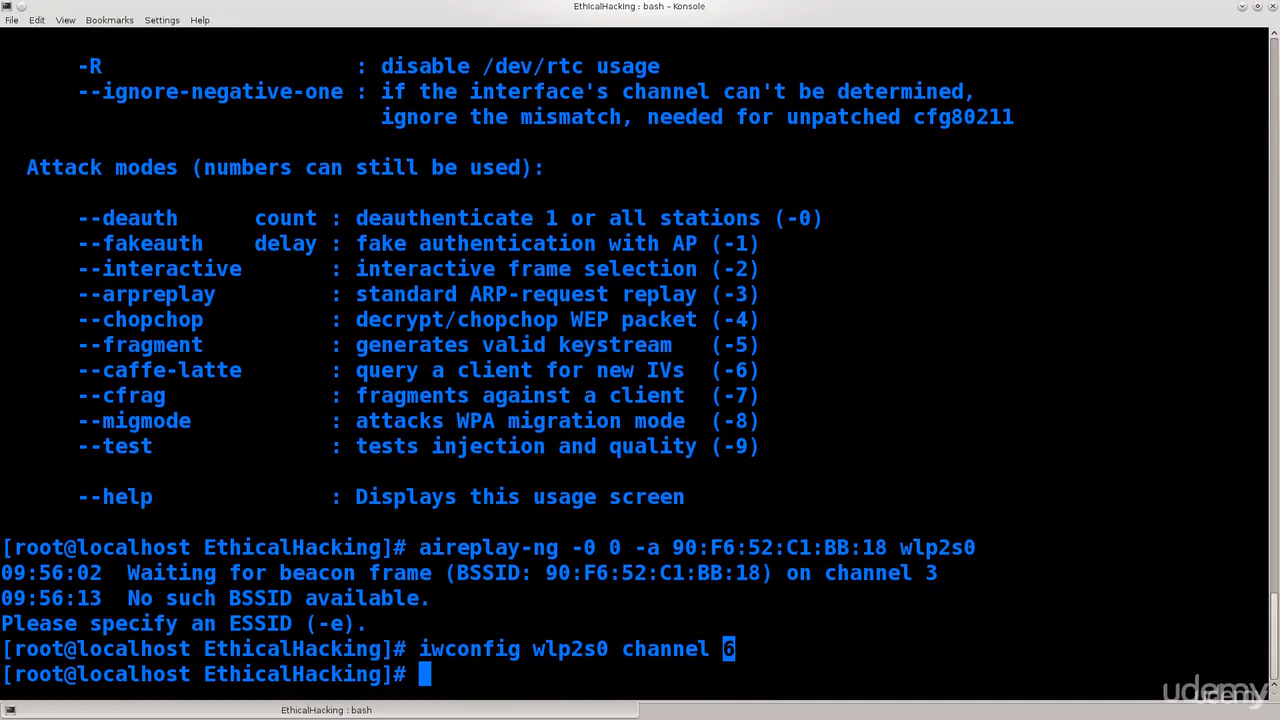 EthicalHacking : bash – Konsole
File Edit View Bookmarks Settings Help
-R : disable /dev/rtc usage
--ignore-negative-one : if the interface's channel can't be determined,
ignore the mismatch, needed for unpatched cfg80211
Attack modes (numbers can still be used):
--deauth count : deauthenticate 1 or all stations (-0)
--fakeauth delay : fake authentication with AP (-1)
--interactive : interactive frame selection (-2)
--arpreplay : standard ARP-request replay (-3)
--chopchop : decrypt/chopchop WEP packet (-4)
--fragment : generates valid keystream (-5)
--caffe-latte : query a client for new IVs (-6)
--cfrag : fragments against a client (-7)
--migmode : attacks WPA migration mode (-8)
--test : tests injection and quality (-9)
--help : Displays this usage screen
[root@localhost EthicalHacking]# aireplay-ng -0 0 -a 90:F6:52:C1:BB:18 wlp2s0
09:56:02 Waiting for beacon frame (BSSID: 90:F6:52:C1:BB:18) on channel 3
09:56:13 No such BSSID available.
Please specify an ESSID (-e).
[root@localhost EthicalHacking]# iwconfig wlp2s0 channel 6
[root@localhost EthicalHacking]#
udemy
EthicalHacking : bash